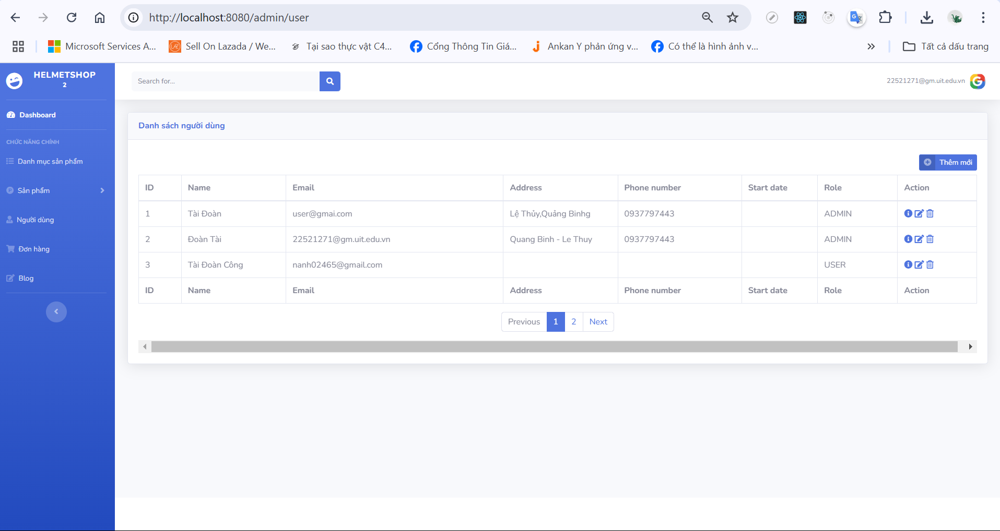 http://localhost:8080/admin/user
Microsoft Services A...
Sell On Lazada / We...
Tại sao thực vật C4...
Cổng Thông Tin Giá...
Ankan Y phản ứng v...
Có thể là hình ảnh v...
Tất cả dấu trang
HELMETSHOP
2
Search for...
22521271@gm.uit.edu.vn
Dashboard
CHỨC NĂNG CHÍNH
Danh mục sản phẩm
Sản phẩm
Người dùng
Đơn hàng
Blog
Danh sách người dùng
Thêm mới
ID Name Email Address Phone number Start date Role Action
1 Tài Đoàn user@gmai.com Lệ Thủy,Quảng Binhg 0937797443 ADMIN
2 Đoàn Tài 22521271@gm.uit.edu.vn Quang Binh - Le Thuy 0937797443 ADMIN
3 Tài Đoàn Công nanh02465@gmail.com USER
ID Name Email Address Phone number Start date Role Action
Previous 1 2 Next